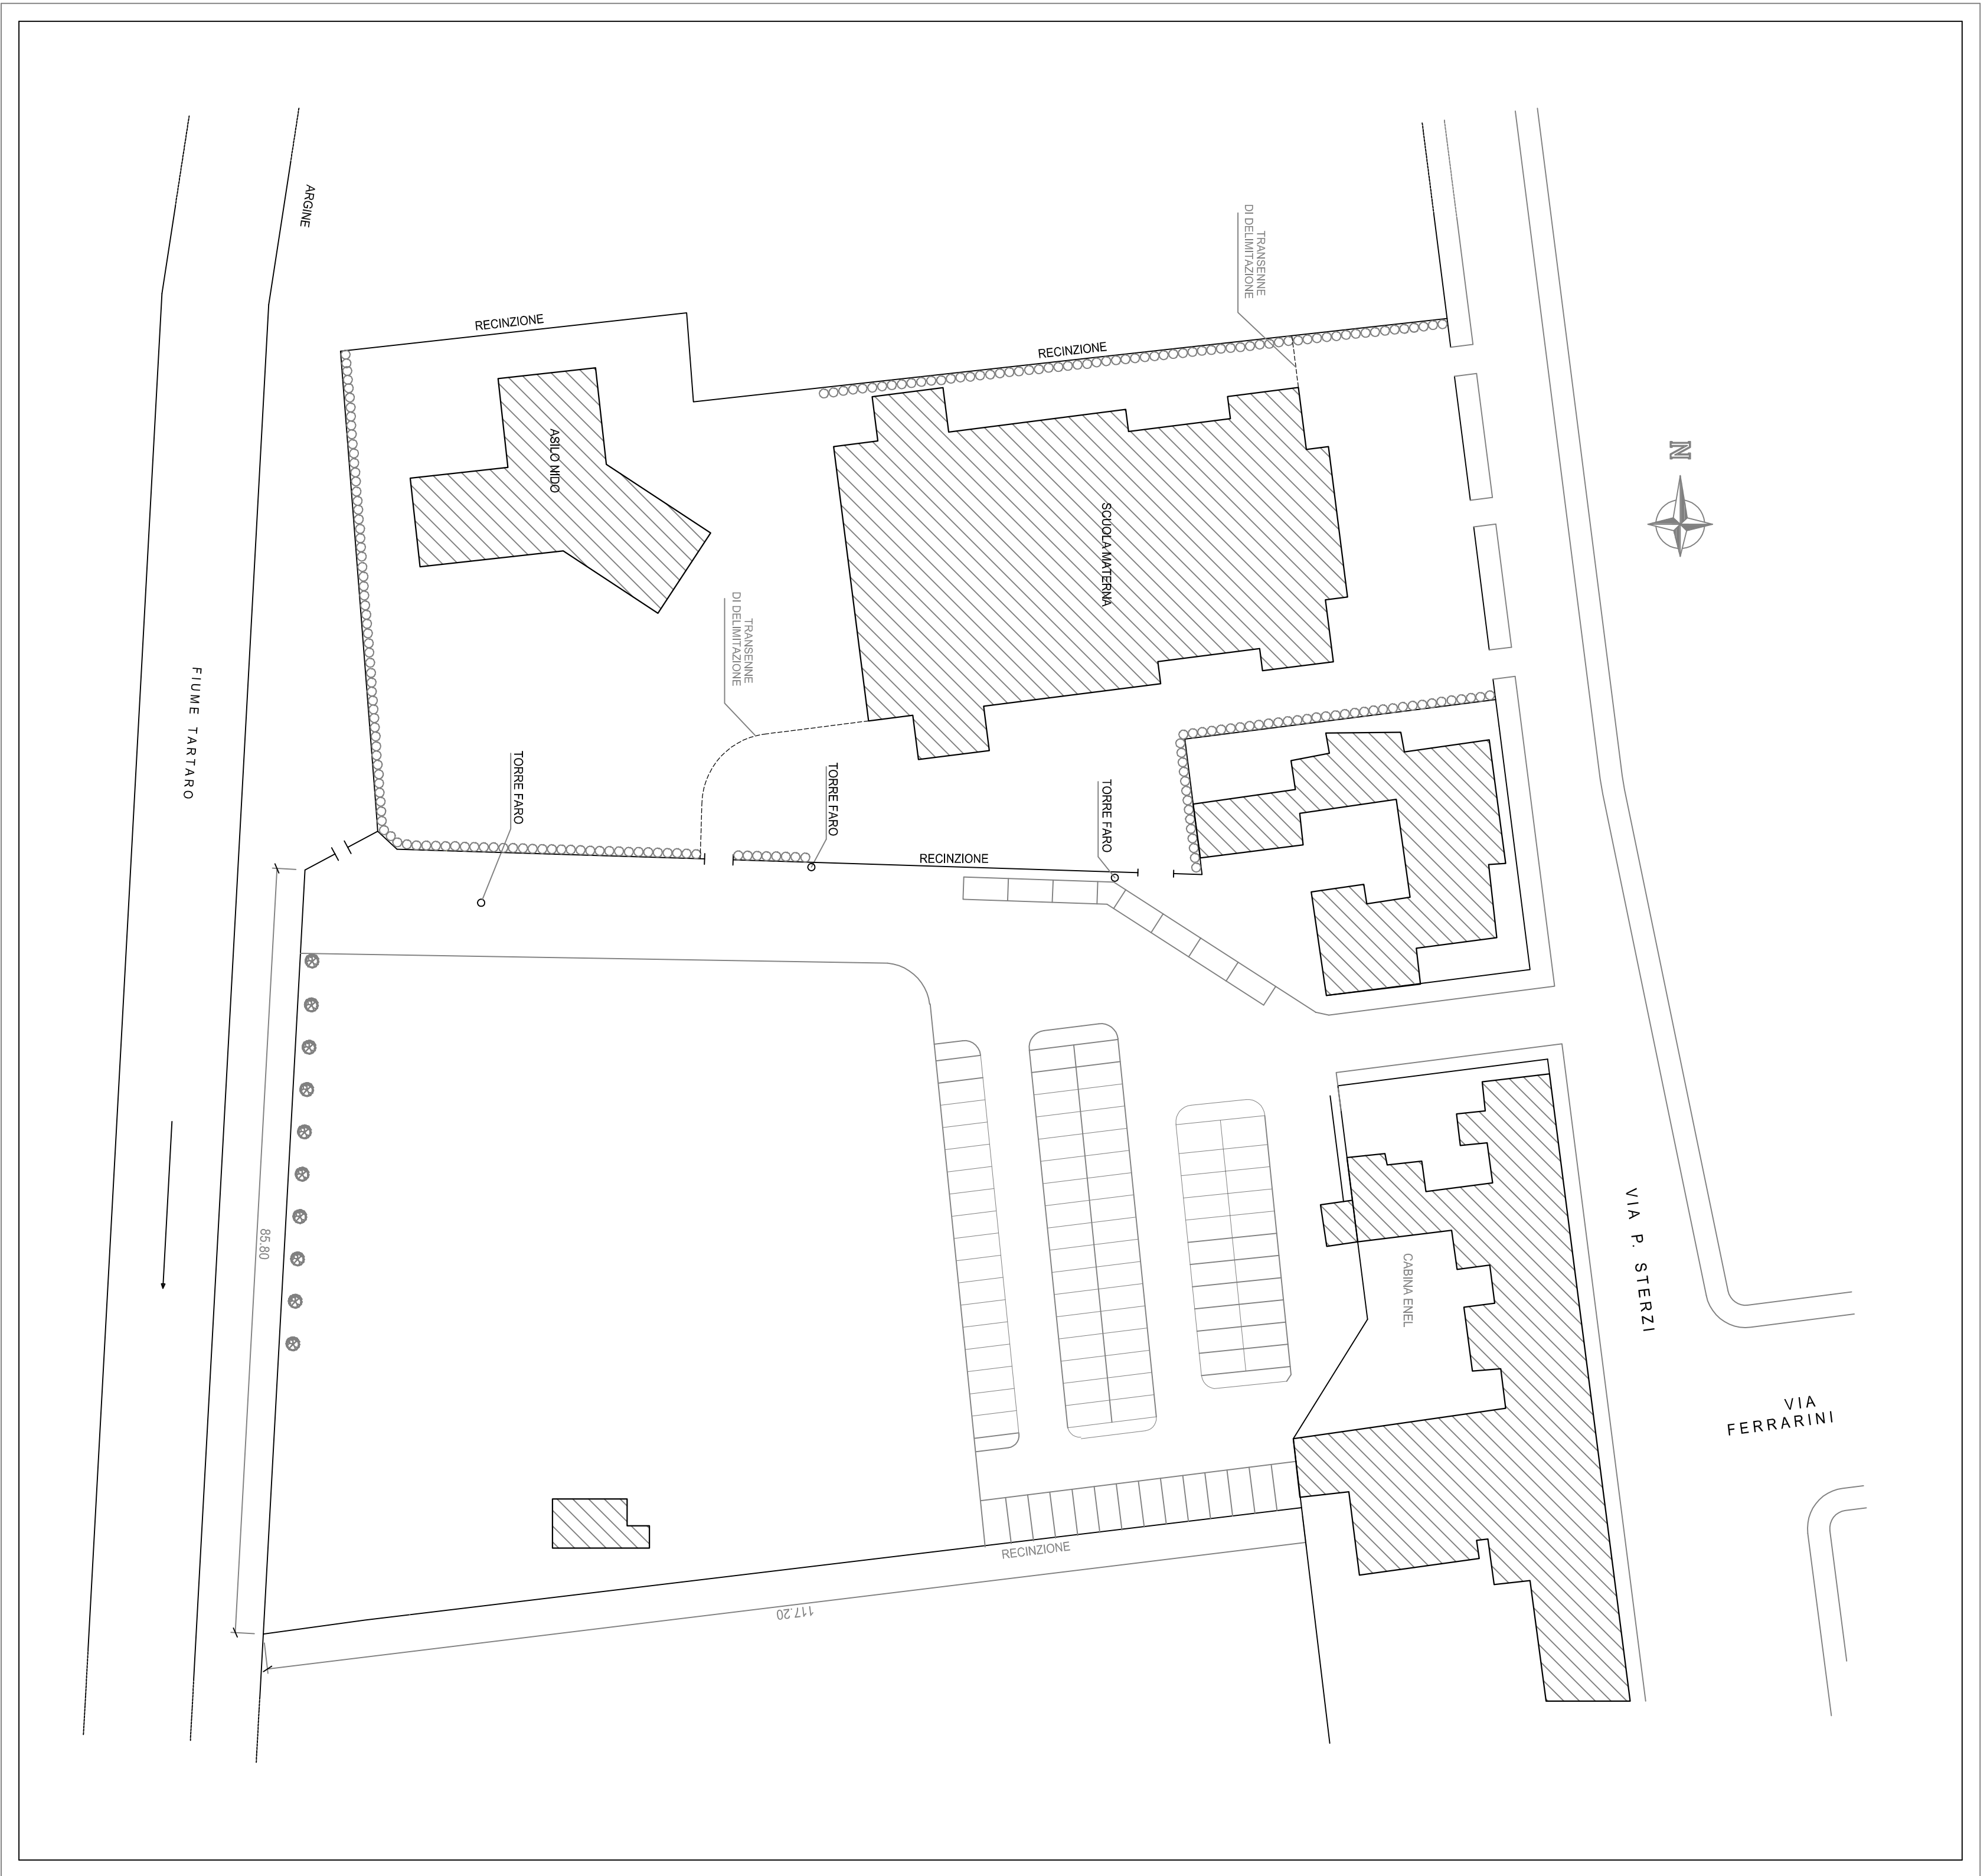 ARGINE
TRANSENNE
DI DELIMITAZIONE
RECINZIONE
RECINZIONE
N
ASILO NIDO
SCUOLA MATERNA
TRANSENNE
DI DELIMITAZIONE
FIUME TARTARO
TORRE FARO
TORRE FARO
TORRE FARO
RECINZIONE
85.80
CABINA ENEL
VIA P. STERZI
VIA
FERRARINI
RECINZIONE
117.20